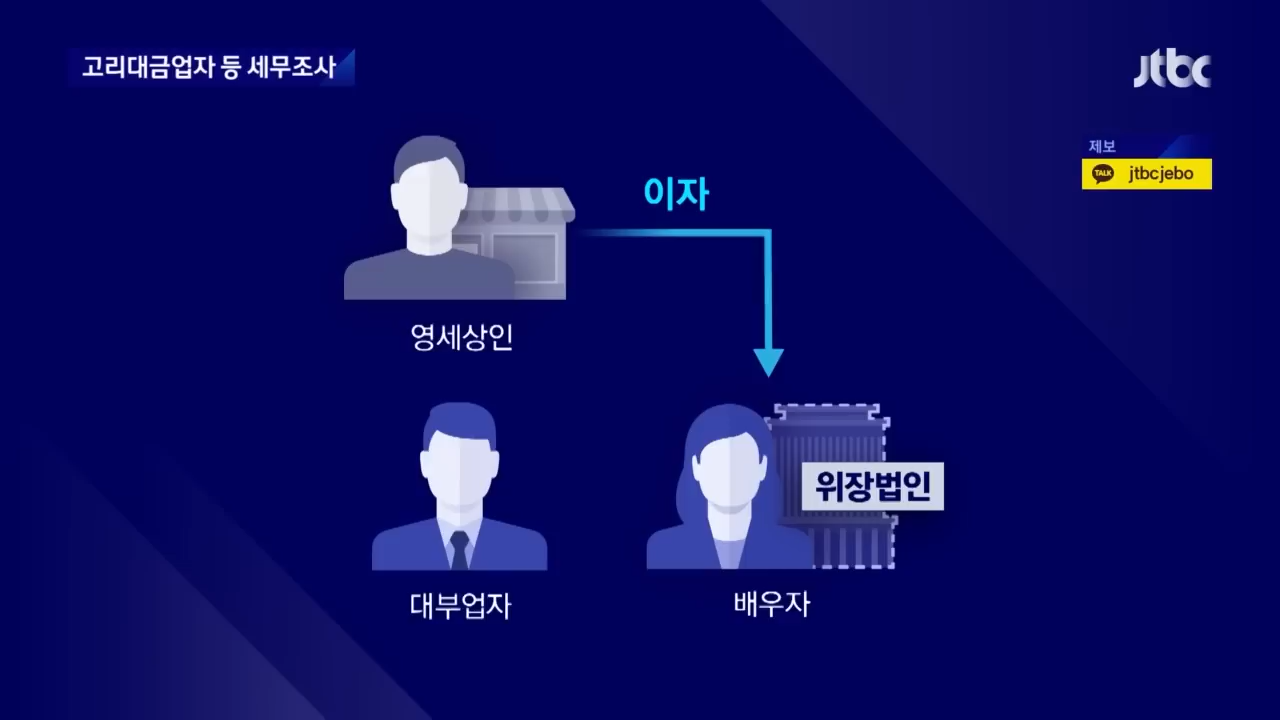 고리대금업자 등 세무조사
jtbc
제보
TALK jtbcjebo
이자
영세상인
위장법인
대부업자
배우자